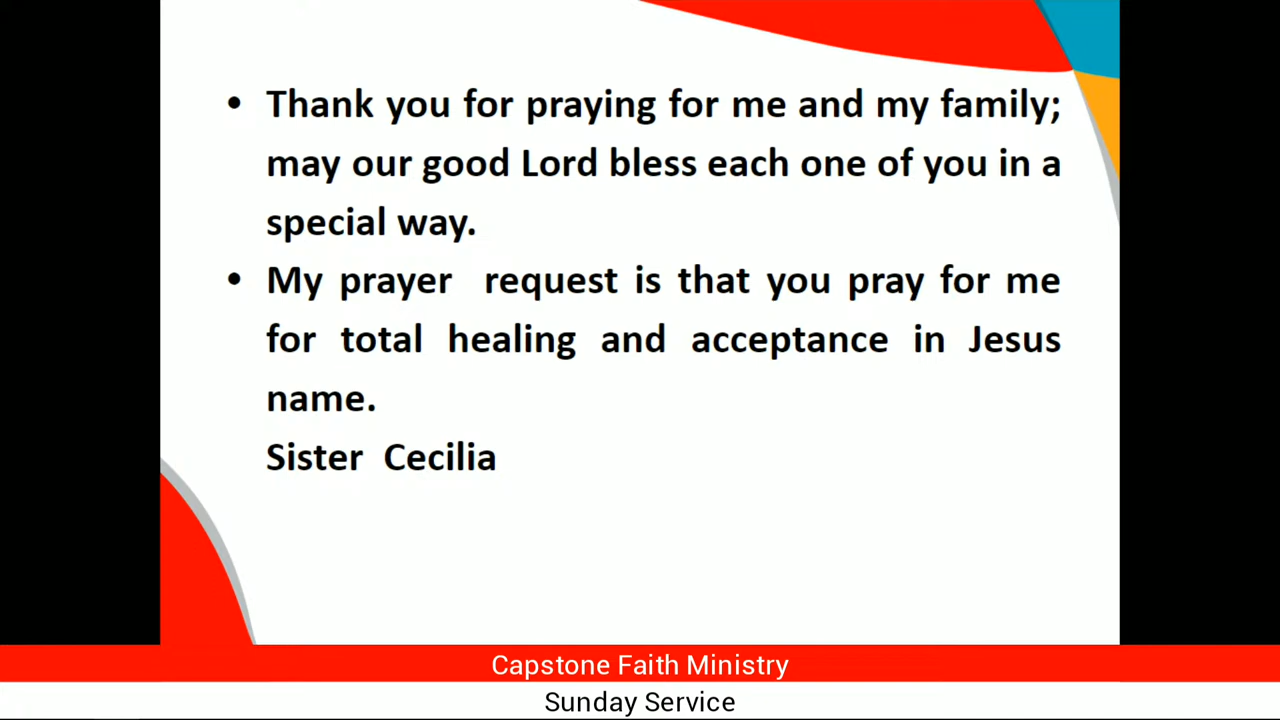 • Thank you for praying for me and my family;
may our good Lord bless each one of you in a
special way.
• My prayer request is that you pray for me
for total healing and acceptance in Jesus
name.
Sister Cecilia
Capstone Faith Ministry
Sunday Service